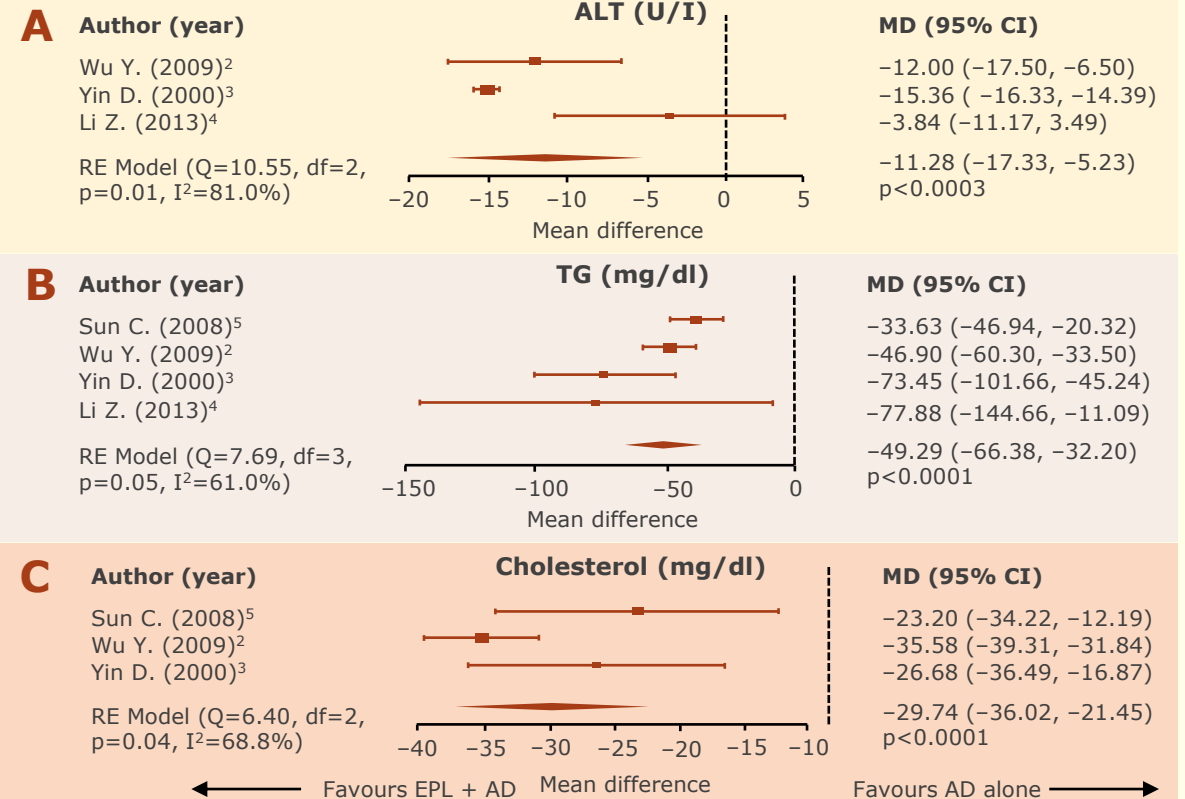 A
Author (year)
ALT (U/I)
MD (95% CI)
Wu Y. (2009)²
−12.00 (−17.50, −6.50)
Yin D. (2000)³
−15.36 ( −16.33, −14.39)
Li Z. (2013)⁴
−3.84 (−11.17, 3.49)
RE Model (Q=10.55, df=2,
p=0.01, I²=81.0%)
−11.28 (−17.33, −5.23)
p<0.0003
−20 −15 −10 −5 0 5
Mean difference
B
Author (year)
TG (mg/dl)
MD (95% CI)
Sun C. (2008)⁵
−33.63 (−46.94, −20.32)
Wu Y. (2009)²
−46.90 (−60.30, −33.50)
Yin D. (2000)³
−73.45 (−101.66, −45.24)
Li Z. (2013)⁴
−77.88 (−144.66, −11.09)
RE Model (Q=7.69, df=3,
p=0.05, I²=61.0%)
−49.29 (−66.38, −32.20)
p<0.0001
−150 −100 −50 0
Mean difference
C
Author (year)
Cholesterol (mg/dl)
MD (95% CI)
Sun C. (2008)⁵
−23.20 (−34.22, −12.19)
Wu Y. (2009)²
−35.58 (−39.31, −31.84)
Yin D. (2000)³
−26.68 (−36.49, −16.87)
RE Model (Q=6.40, df=2,
p=0.04, I²=68.8%)
−29.74 (−36.02, −21.45)
p<0.0001
−40 −35 −30 −25 −20 −15 −10
Favours EPL + AD
Mean difference
Favours AD alone